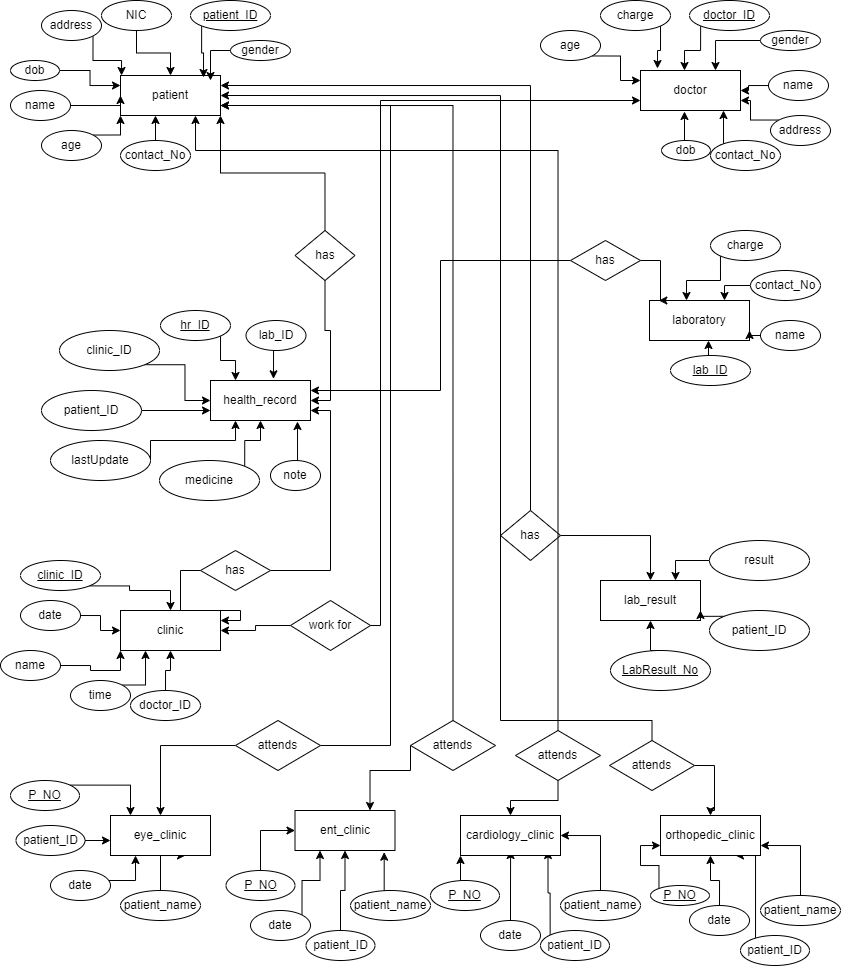 NIC
patient_ID
charge
doctor_ID
address
gender
gender
age
dob
patient
doctor
name
name
age
contact_No
dob
contact_No
address
has
has
charge
contact_No
laboratory
name
lab_ID
hr_ID
lab_ID
clinic_ID
health_record
patient_ID
lastUpdate
medicine
note
has
result
clinic_ID
has
lab_result
date
clinic
work for
patient_ID
name
time
doctor_ID
LabResult_No
attends
attends
attends
attends
P_NO
patient_ID
eye_clinic
ent_clinic
cardiology_clinic
orthopedic_clinic
date
P_NO
P_NO
P_NO
patient_name
patient_name
patient_name
patient_name
date
date
date
patient_ID
patient_ID
patient_ID